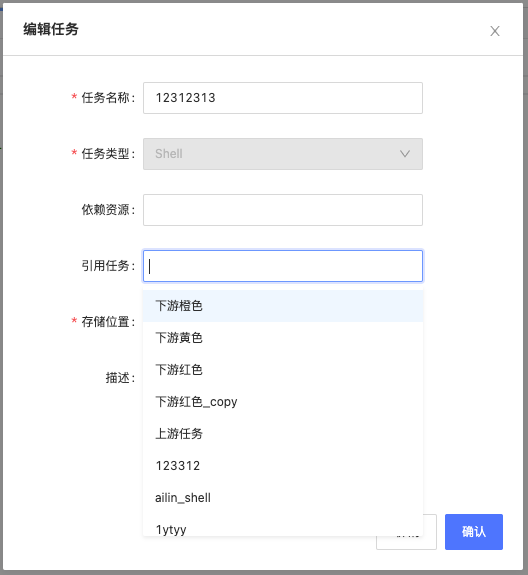 编辑任务
* 任务名称: 12312313
* 任务类型: Shell
依赖资源:
引用任务:
下游橙色
* 存储位置:
下游黄色
下游红色
描述:
下游红色_copy
上游任务
123312
ailin_shell
1ytyy
确认